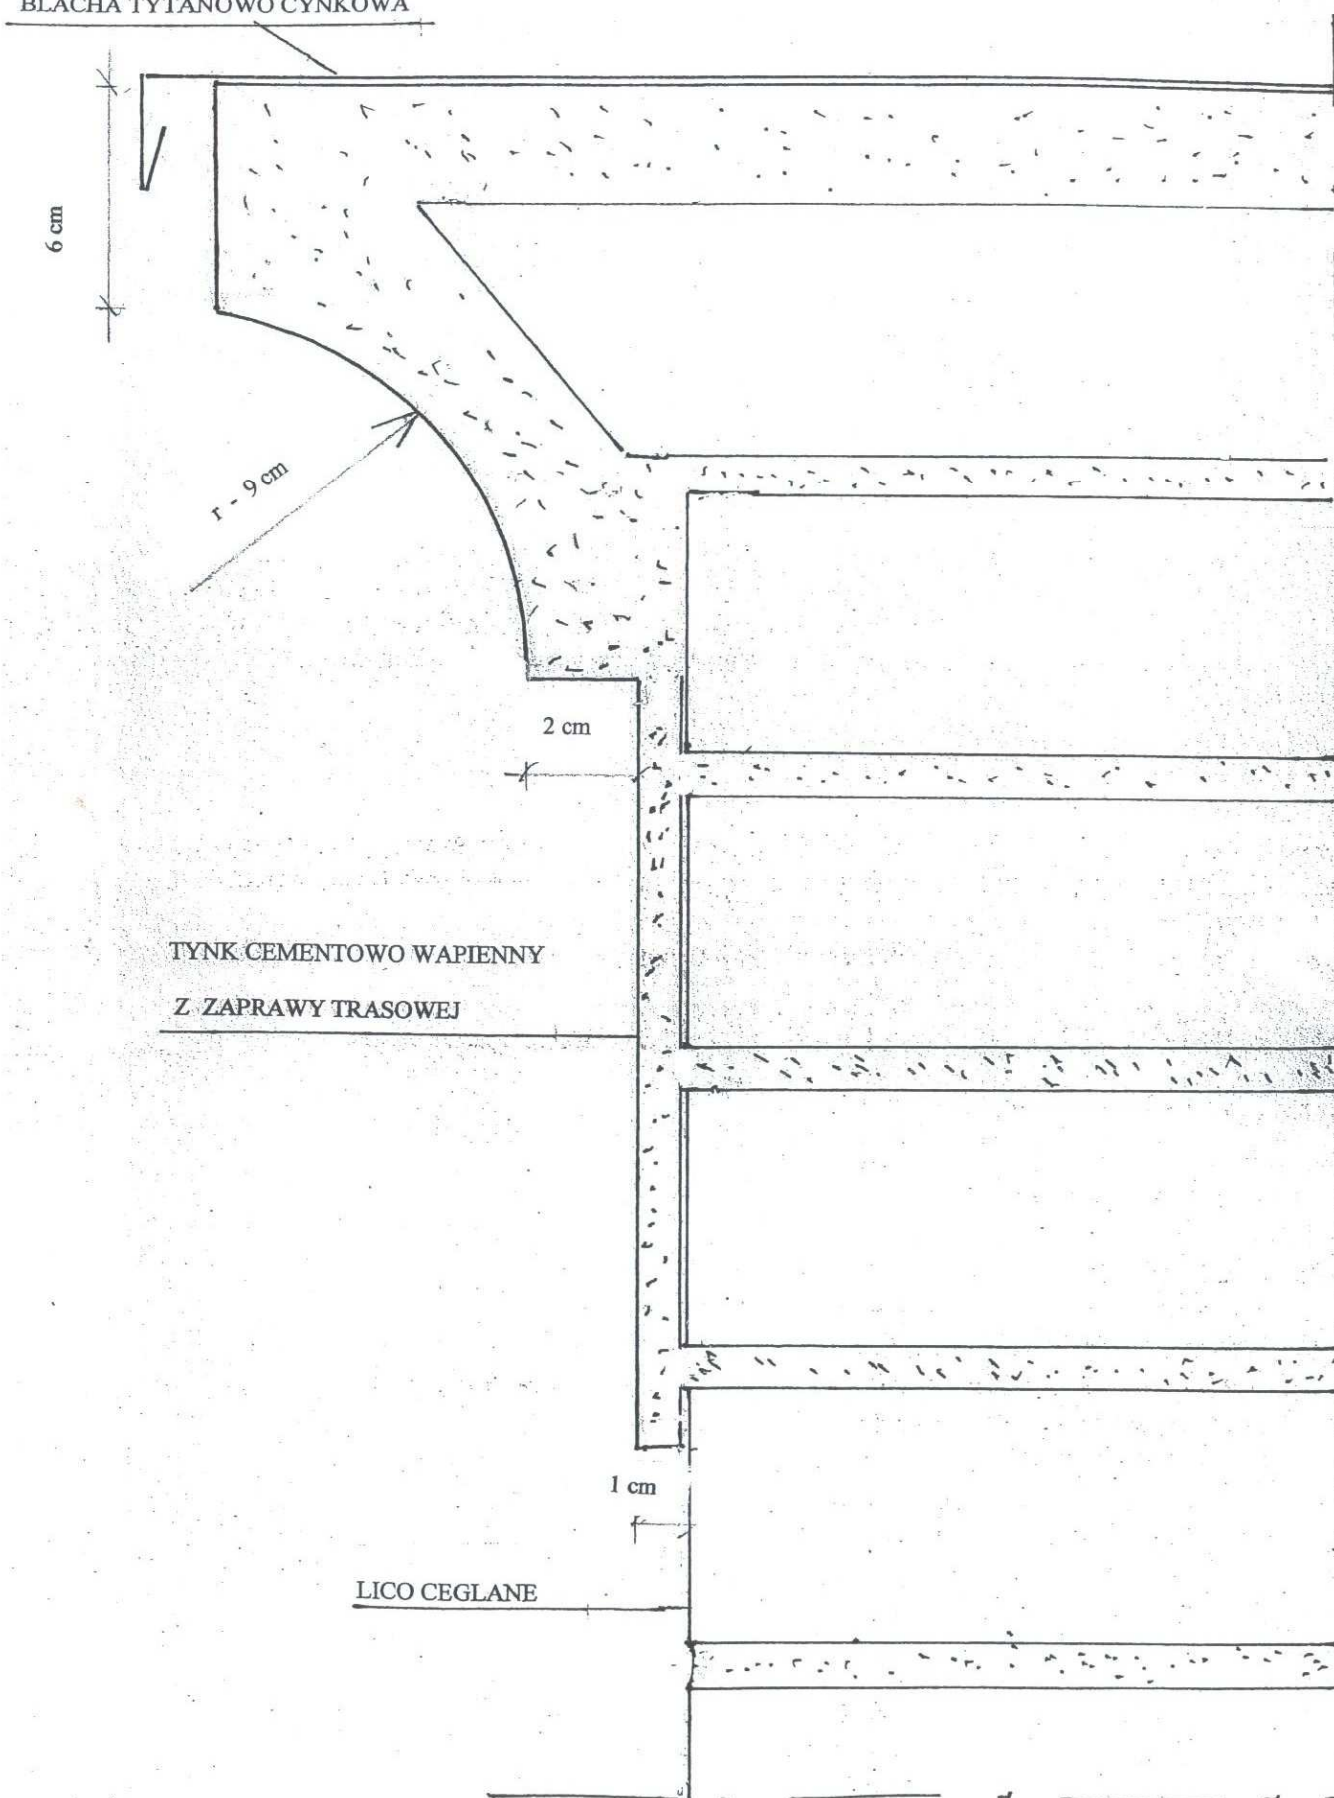 BLACHA TYTANOWO CYNKOWA
6 cm
r - 9 cm
2 cm
TYNK CEMENTOWO WAPIENNY
Z ZAPRAWY TRASOWEJ
1 cm
LICO CEGLANE